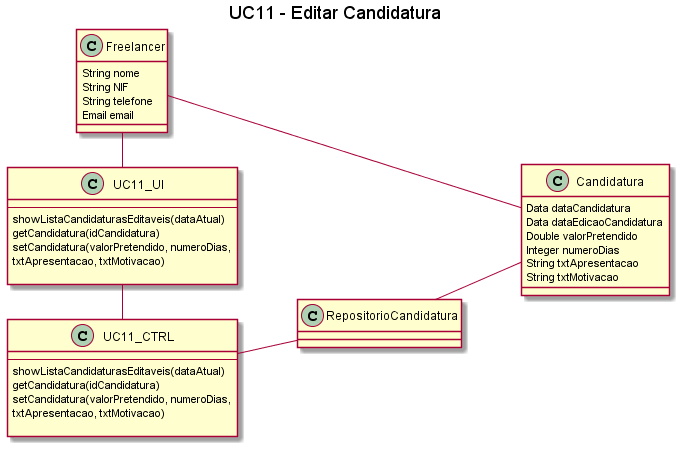 UC11 - Editar Candidatura
C Freelancer
String nome
String NIF
String telefone
Email email
C UC11_UI
showListaCandidaturasEditaveis(dataAtual)
getCandidatura(idCandidatura)
setCandidatura(valorPretendido, numeroDias,
txtApresentacao, txtMotivacao)
C Candidatura
Data dataCandidatura
Data dataEdicaoCandidatura
Double valorPretendido
Integer numeroDias
String txtApresentacao
String txtMotivacao
C RepositorioCandidatura
C UC11_CTRL
showListaCandidaturasEditaveis(dataAtual)
getCandidatura(idCandidatura)
setCandidatura(valorPretendido, numeroDias,
txtApresentacao, txtMotivacao)